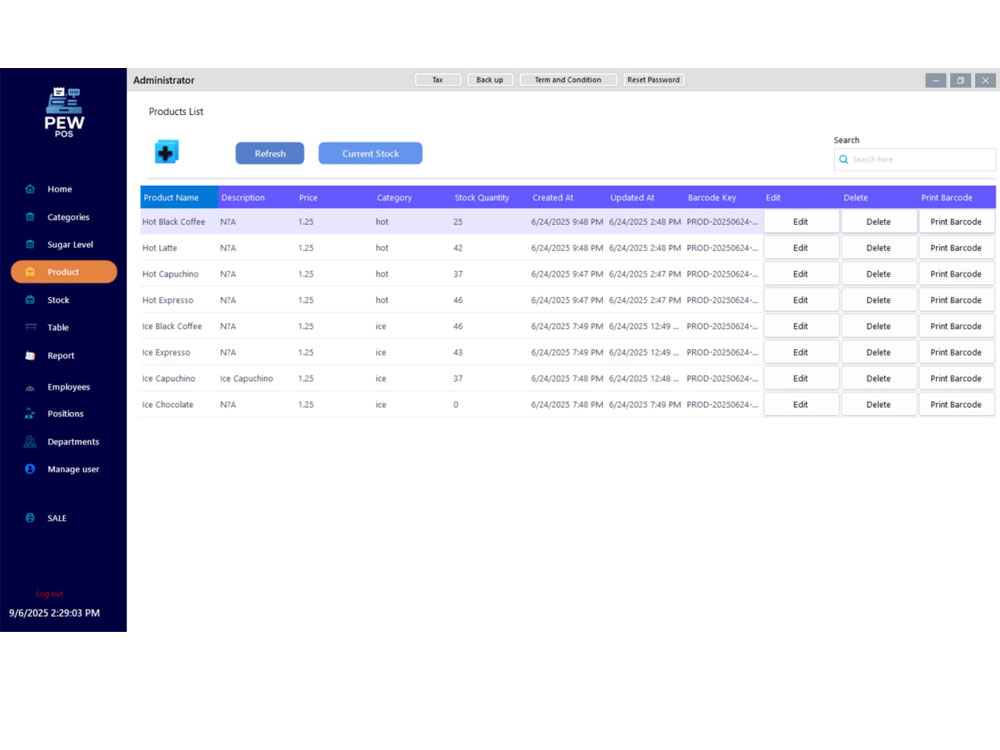 PEW
POS
Home
Categories
Sugar Level
Product
Stock
Table
Report
Employees
Positions
Departments
Manage user
SALE
Log out
9/6/2025 2:29:03 PM
Administrator Tax Back up Term and Condition Reset Password
Products List
Refresh Current Stock
Search
Search here
Product Name Description Price Category Stock Quantity Created At Updated At Barcode Key Edit Delete Print Barcode
Hot Black Coffee N?A 1.25 hot 25 6/24/2025 9:48 PM 6/24/2025 2:48 PM PROD-20250624-... Edit Delete Print Barcode
Hot Latte N?A 1.25 hot 42 6/24/2025 9:48 PM 6/24/2025 2:48 PM PROD-20250624-... Edit Delete Print Barcode
Hot Capuchino N?A 1.25 hot 37 6/24/2025 9:47 PM 6/24/2025 2:47 PM PROD-20250624-... Edit Delete Print Barcode
Hot Expresso N?A 1.25 hot 46 6/24/2025 9:47 PM 6/24/2025 2:47 PM PROD-20250624-... Edit Delete Print Barcode
Ice Black Coffee N?A 1.25 ice 46 6/24/2025 7:49 PM 6/24/2025 12:49 ... PROD-20250624-... Edit Delete Print Barcode
Ice Expresso N?A 1.25 ice 43 6/24/2025 7:49 PM 6/24/2025 12:49 ... PROD-20250624-... Edit Delete Print Barcode
Ice Capuchino Ice Capuchino 1.25 ice 37 6/24/2025 7:48 PM 6/24/2025 12:48 ... PROD-20250624-... Edit Delete Print Barcode
Ice Chocolate N?A 1.25 ice 0 6/24/2025 7:48 PM 6/24/2025 7:49 PM PROD-20250624-... Edit Delete Print Barcode